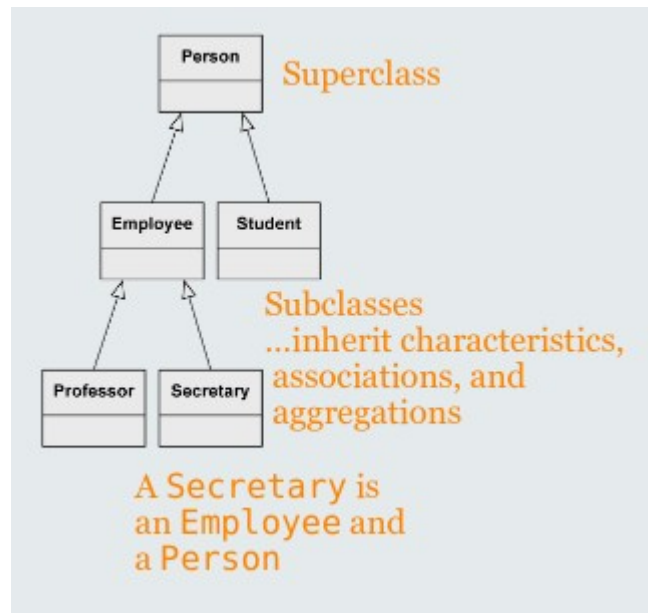 Person
Superclass
Employee
Student
Subclasses
...inherit characteristics,
associations, and
aggregations
Professor
Secretary
A Secretary is
an Employee and
a Person